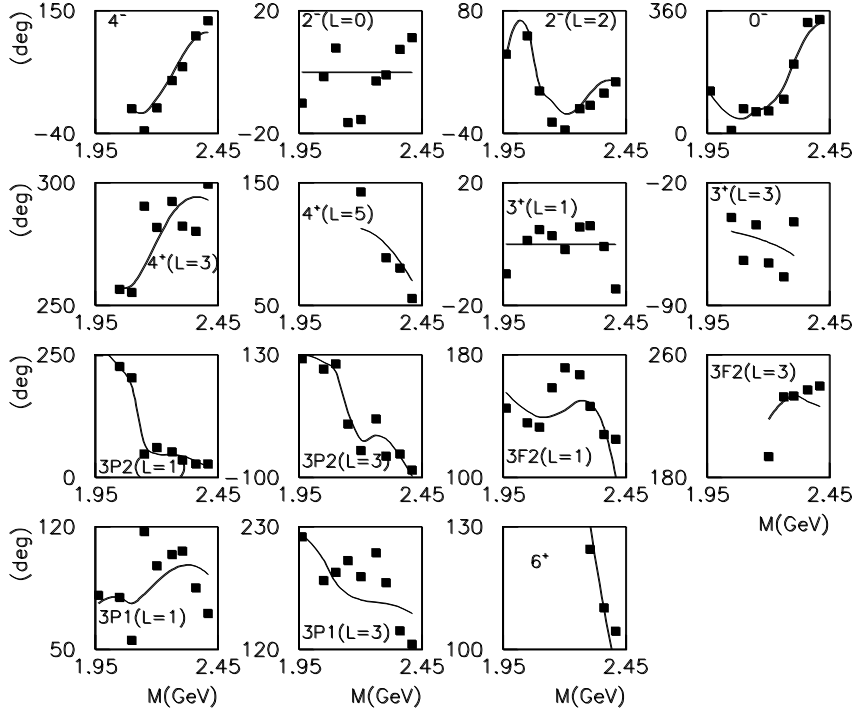 150 20 80 360
4⁻ 2⁻(L=0) 2⁻(L=2) 0⁻
(deg)
-40 -20 -40 0
1.95 2.45 1.95 2.45 1.95 2.45 1.95 2.45
300 150 20 -20
4⁺(L=3) 4⁺(L=5) 3⁺(L=1) 3⁺(L=3)
(deg)
250 50 -20 -90
1.95 2.45 1.95 2.45 1.95 2.45 1.95 2.45
250 130 180 260
3P2(L=1) 3P2(L=3) 3F2(L=1) 3F2(L=3)
(deg)
0 -100 100 180
1.95 2.45 1.95 2.45 1.95 2.45 1.95 2.45
M(GeV)
120 230 130
3P1(L=1) 3P1(L=3) 6⁺
(deg)
50 120 100
1.95 2.45 1.95 2.45 1.95 2.45
M(GeV) M(GeV) M(GeV)